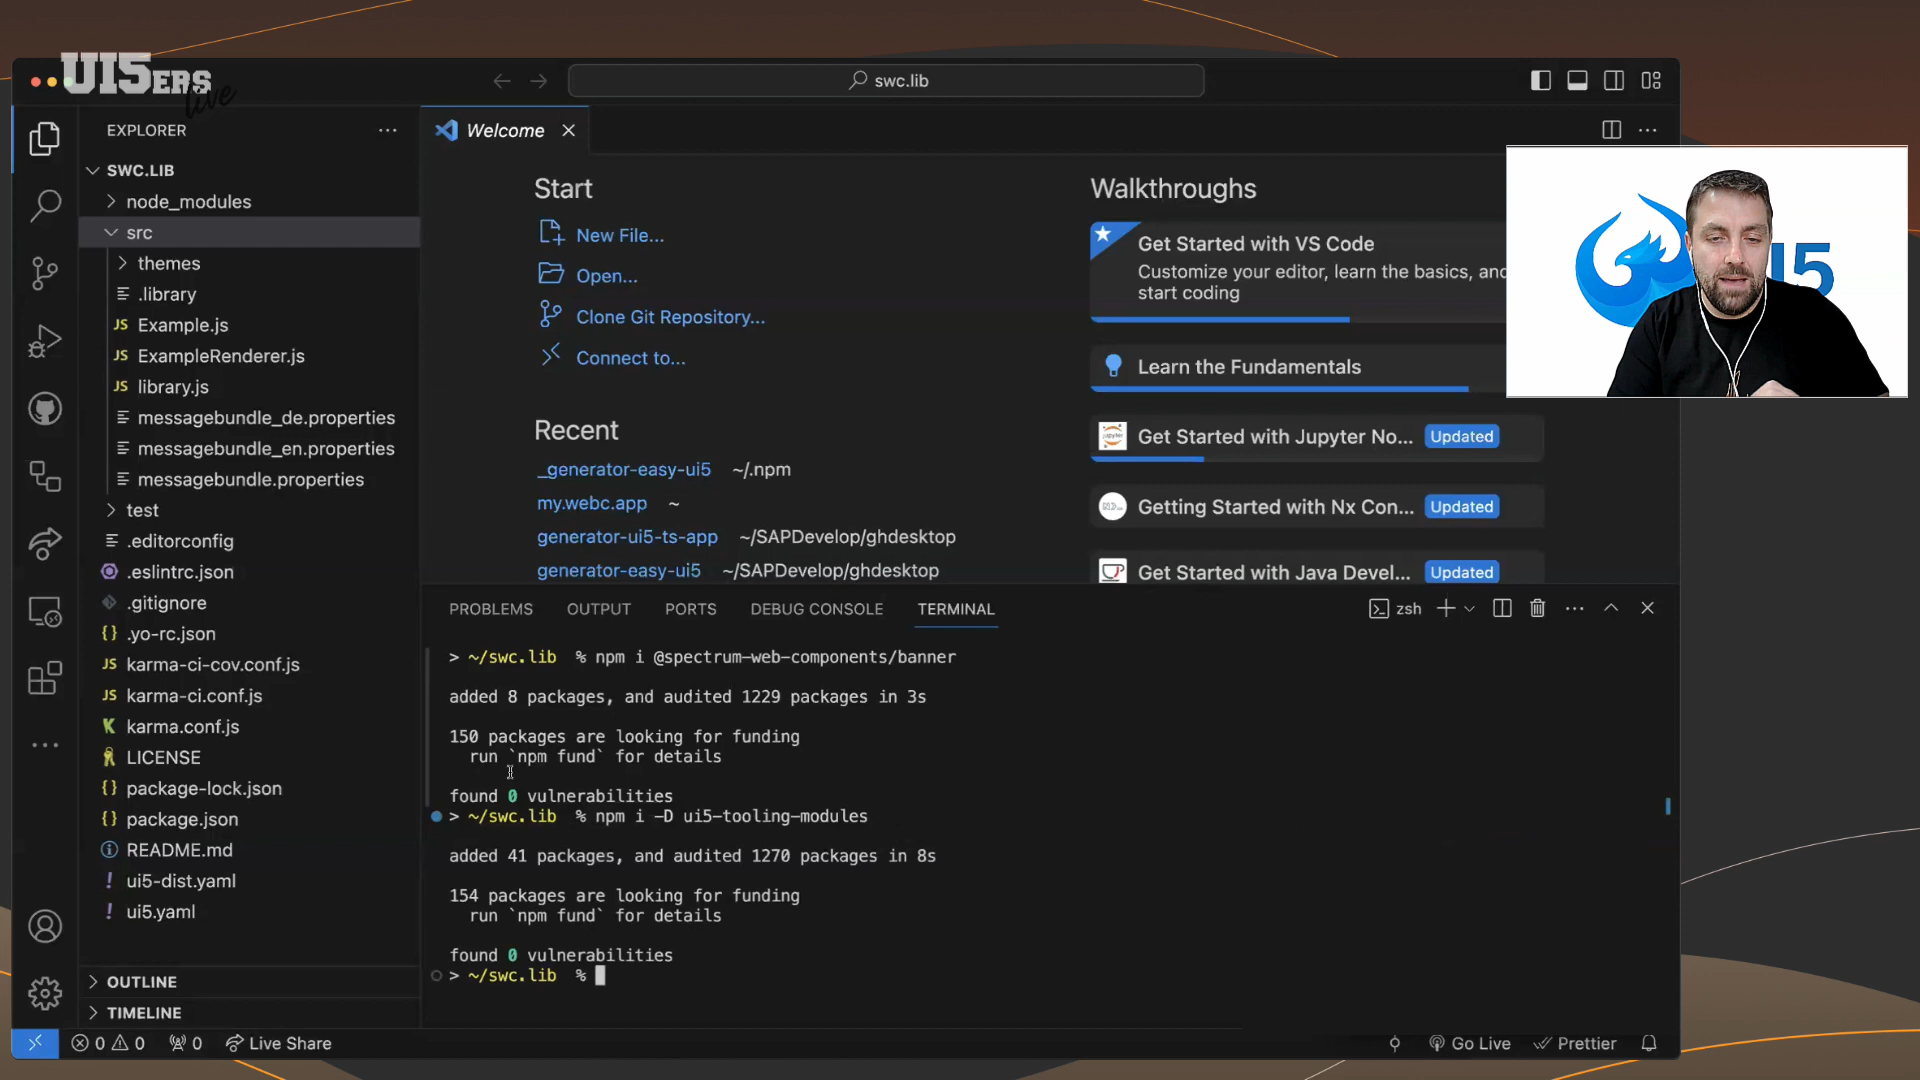 UI5ERS
live
swc.lib
EXPLORER
Welcome
SWC.LIB
node_modules
src
themes
.library
JS Example.js
JS ExampleRenderer.js
JS library.js
messagebundle_de.properties
messagebundle_en.properties
messagebundle.properties
test
.editorconfig
.eslintrc.json
.gitignore
{} .yo-rc.json
JS karma-ci-cov.conf.js
JS karma-ci.conf.js
K karma.conf.js
LICENSE
{} package-lock.json
{} package.json
README.md
! ui5-dist.yaml
! ui5.yaml
OUTLINE
TIMELINE
Start
New File...
Open...
Clone Git Repository...
Connect to...
Recent
_generator-easy-ui5 ~/.npm
my.webc.app ~
generator-ui5-ts-app ~/SAPDevelop/ghdesktop
generator-easy-ui5 ~/SAPDevelop/ghdesktop
Walkthroughs
Get Started with VS Code
Customize your editor, learn the basics, and
start coding
Learn the Fundamentals
Get Started with Jupyter No... Updated
Getting Started with Nx Con... Updated
Get Started with Java Devel... Updated
I5
PROBLEMS OUTPUT PORTS DEBUG CONSOLE TERMINAL
zsh
> ~/swc.lib % npm i @spectrum-web-components/banner
added 8 packages, and audited 1229 packages in 3s
150 packages are looking for funding
run `npm fund` for details
found 0 vulnerabilities
> ~/swc.lib % npm i -D ui5-tooling-modules
added 41 packages, and audited 1270 packages in 8s
154 packages are looking for funding
run `npm fund` for details
found 0 vulnerabilities
> ~/swc.lib %
0 0 0 Live Share
Go Live Prettier